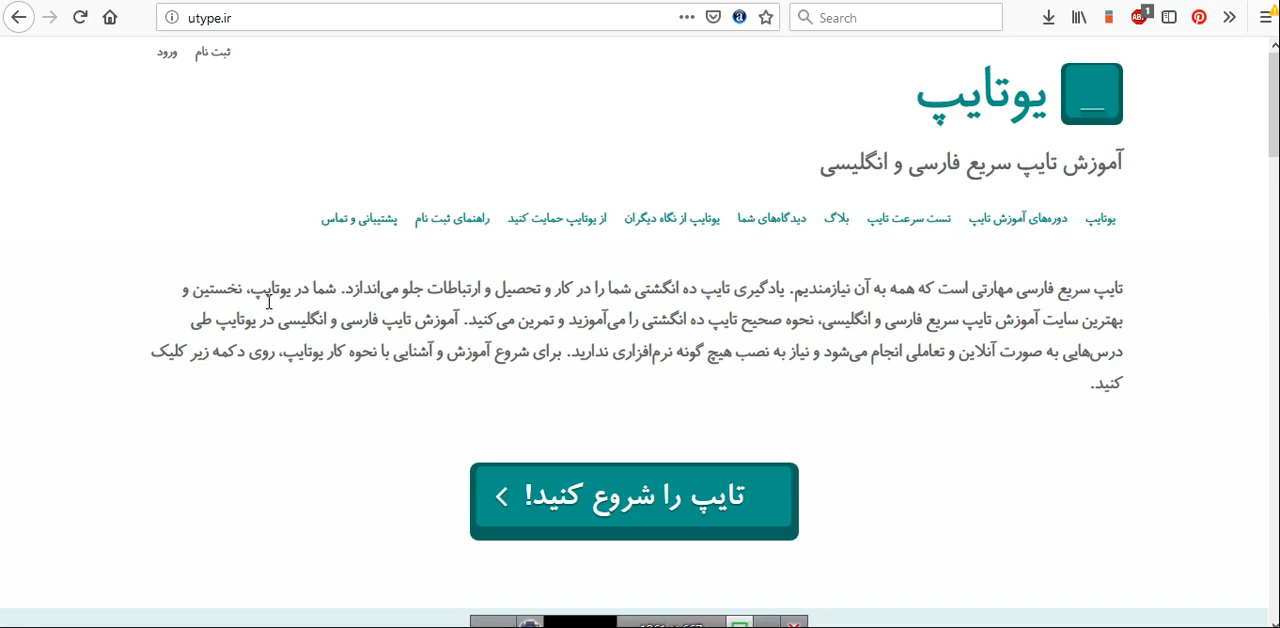 utype.ir
Search
1
ثبت نام
ورود
یوتایپ
آموزش تایپ سریع فارسی و انگلیسی
یوتایپ دوره‌های آموزش تایپ تست سرعت تایپ بلاگ دیدگاه‌های شما یوتایپ از نگاه دیگران از یوتایپ حمایت کنید راهنمای ثبت نام پشتیبانی و تماس
تایپ سریع فارسی مهارتی است که همه به آن نیازمندیم. یادگیری تایپ ده انگشتی شما را در کار و تحصیل و ارتباطات جلو می‌اندازد. شما در یوتایپ، نخستین و
بهترین سایت آموزش تایپ سریع فارسی و انگلیسی، نحوه صحیح تایپ ده انگشتی را می‌آموزید و تمرین می‌کنید. آموزش تایپ فارسی و انگلیسی در یوتایپ طی
درس‌هایی به صورت آنلاین و تعاملی انجام می‌شود و نیاز به نصب هیچ گونه نرم‌افزاری ندارید. برای شروع آموزش و آشنایی با نحوه کار یوتایپ، روی دکمه زیر کلیک
کنید.
تایپ را شروع کنید!